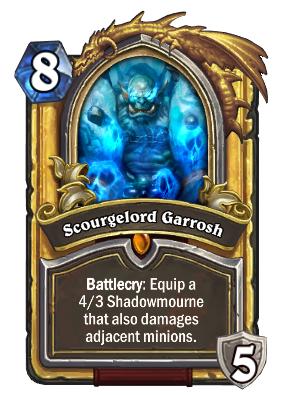 8
Scourgelord Garrosh
Battlecry: Equip a
4/3 Shadowmourne
that also damages
adjacent minions.
5